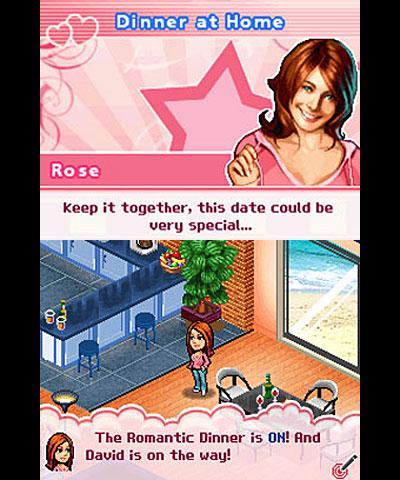 Dinner at Home
Rose
Keep it together, this date could be
very special...
The Romantic Dinner is ON! And
David is on the way!